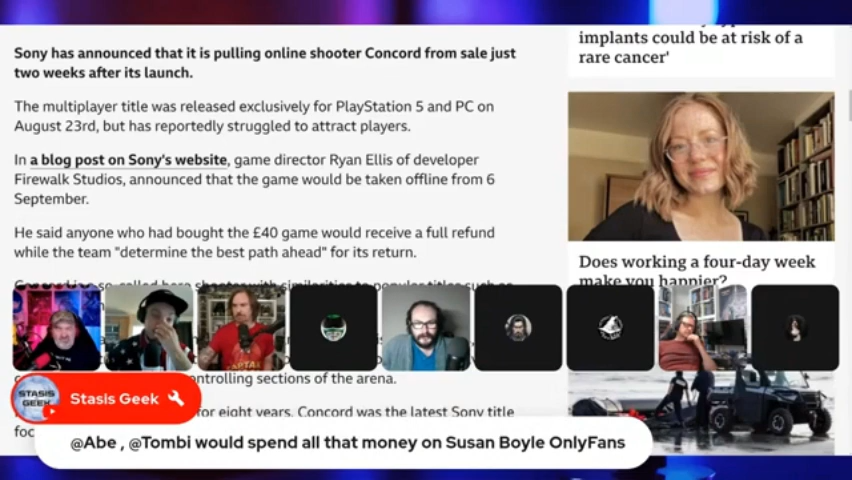 Sony has announced that it is pulling online shooter Concord from sale just
two weeks after its launch.
The multiplayer title was released exclusively for PlayStation 5 and PC on
August 23rd, but has reportedly struggled to attract players.
In a blog post on Sony's website, game director Ryan Ellis of developer
Firewalk Studios, announced that the game would be taken offline from 6
September.
He said anyone who had bought the £40 game would receive a full refund
while the team "determine the best path ahead" for its return.
ntrolling sections of the arena.
for eight years, Concord was the latest Sony title
implants could be at risk of a
rare cancer'
Does working a four-day week
make you happier?
STASIS
GEEK
Stasis Geek
@Abe , @Tombi would spend all that money on Susan Boyle OnlyFans